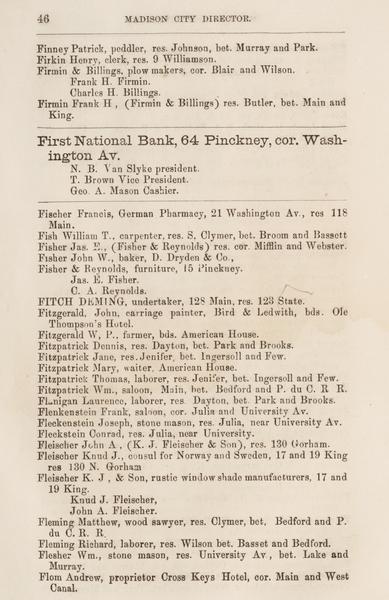 46 MADISON CITY DIRECTOR.
Finney Patrick, peddler, res. Johnson, bet. Murray and Park.
Firkin Henry, clerk, res. 9 Williamson.
Firmin & Billings, plow makers, cor. Blair and Wilson.
Frank H. Firmin.
Charles H. Billings.
Firmin Frank H , (Firmin & Billings) res. Butler, bet. Main and
King.
First National Bank, 64 Pinckney, cor. Wash-
ington Av.
N. B. Van Slyke president.
T. Brown Vice President.
Geo. A. Mason Cashier.
Fischer Francis, German Pharmacy, 21 Washington Av., res 118
Main.
Fish William T., carpenter, res. S. Clymer, bet. Broom and Bassett
Fisher Jas. E., (Fisher & Reynolds) res. cor. Mifflin and Webster.
Fisher John W., baker, D. Dryden & Co.,
Fisher & Reynolds, furniture, 15 Pinckney.
Jas. E. Fisher.
C. A. Reynolds.
FITCH DEMING, undertaker, 128 Main, res. 123 State.
Fitzgerald, John, carriage painter, Bird & Ledwith, bds. Ole
Thompson's Hotel.
Fitzgerald W, P., farmer, bds. American House.
Fitzpatrick Dennis, res. Dayton, bet. Park and Brooks.
Fitzpatrick Jane, res. Jenifer, bet. Ingersoll and Few.
Fitzpatrick Mary, waiter, American House.
Fitzpatrick Thomas, laborer, res. Jenifer, bet. Ingersoll and Few.
Fitzpatrick Wm., saloon, Main, bet. Bedford and P. du C. R R.
Flanigan Laurence, laborer, res Dayton, bet. Park and Brooks.
Flenkenstein Frank, saloon, cor. Julia and University Av.
Fleckenstein Joseph, stone mason, res. Julia, near University Av.
Fleckstein Conrad, res. Julia, near University.
Fleischer John A , (K. J. Fleischer & Son), res. 130 Gorham.
Fleischer Knud J., consul for Norway and Sweden, 17 and 19 King
res 130 N. Gorham
Fleischer K. J , & Son, rustic window shade manufacturers, 17 and
19 King.
Knud J. Fleischer,
John A. Fleischer.
Fleming Matthew, wood sawyer, res. Clymer, bet. Bedford and P.
du C. R. R.
Fleming Richard, laborer, res. Wilson bet. Basset and Bedford.
Flesher Wm., stone mason, res. University Av, bet. Lake and
Murray.
Flom Andrew, proprietor Cross Keys Hotel, cor. Main and West
Canal.